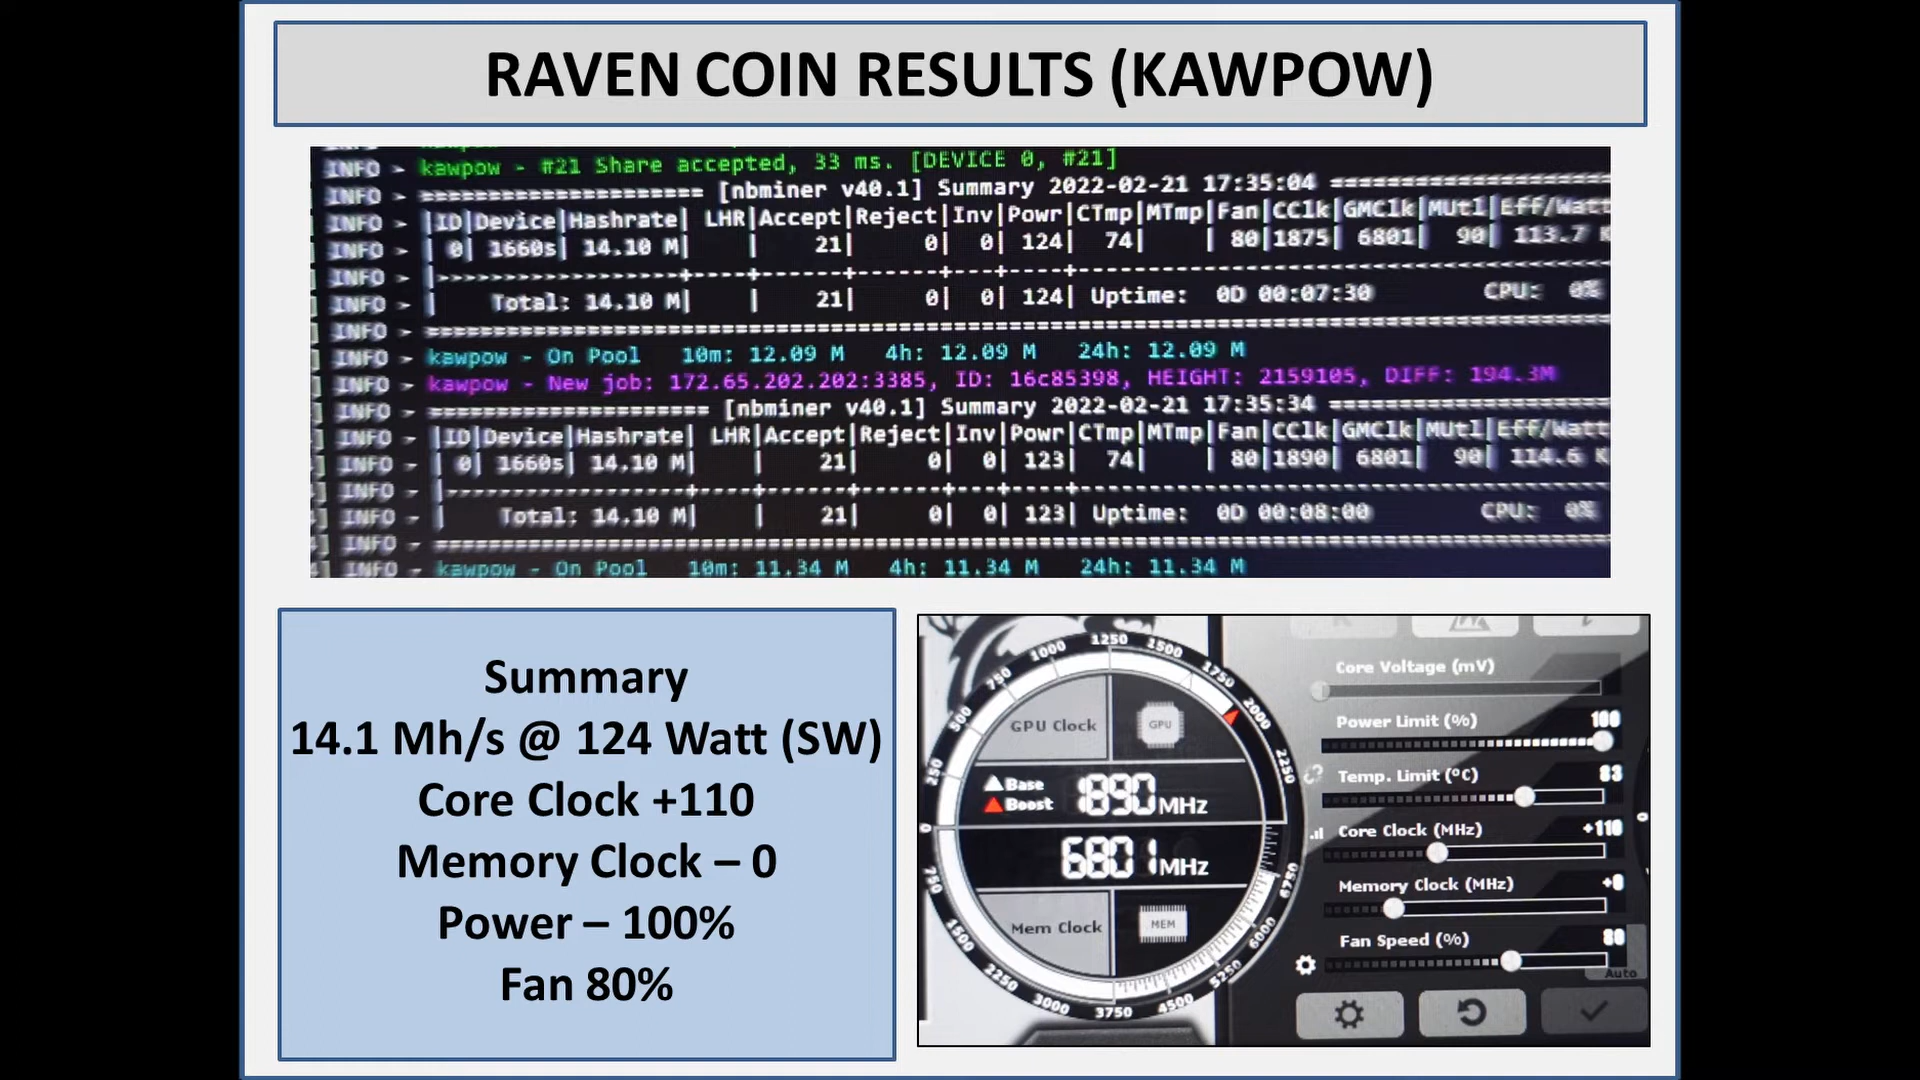 RAVEN COIN RESULTS (KAWPOW)
INFO - kawpow - #21 Share accepted, 33 ms. [DEVICE 0, #21]
INFO - ===================== [nbminer v40.1] Summary 2022-02-21 17:35:04 =====================
INFO - |ID|Device|Hashrate| LHR|Accept|Reject|Inv|Powr|CTmp|MTmp|Fan|CClk|GMClk|MUtl|Eff/Watt
INFO - | 0| 1660s| 14.10 M| | 21| 0| 0| 124| 74| | 80|1875| 6801| 90| 113.7 K
INFO - |------------------+----+------+------+---+----+------------------------------
INFO - | Total: 14.10 M| | 21| 0| 0| 124| Uptime: 0D 00:07:30 CPU: 0%
INFO - ==========================================================================
INFO - kawpow - On Pool 10m: 12.09 M 4h: 12.09 M 24h: 12.09 M
INFO - kawpow - New job: 172.65.202.202:3385, ID: 16c85398, HEIGHT: 2159105, DIFF: 194.3M
INFO - ===================== [nbminer v40.1] Summary 2022-02-21 17:35:34 =====================
INFO - |ID|Device|Hashrate| LHR|Accept|Reject|Inv|Powr|CTmp|MTmp|Fan|CClk|GMClk|MUtl|Eff/Watt
INFO - | 0| 1660s| 14.10 M| | 21| 0| 0| 123| 74| | 80|1890| 6801| 90| 114.6 K
INFO - |------------------+----+------+------+---+----+------------------------------
INFO - | Total: 14.10 M| | 21| 0| 0| 123| Uptime: 0D 00:08:00 CPU: 0%
INFO - ==========================================================================
INFO - kawpow - On Pool 10m: 11.34 M 4h: 11.34 M 24h: 11.34 M
Summary
14.1 Mh/s @ 124 Watt (SW)
Core Clock +110
Memory Clock – 0
Power – 100%
Fan 80%
0 250 500 750 1000 1250 1500 1750 2000 2250
GPU Clock
GPU
Base
Boost
1890 MHz
6801 MHz
Mem Clock
MEM
750 1500 2250 3000 3750 4500 5250 6000 6750
Core Voltage (mV)
Power Limit (%) 100
Temp. Limit (°C) 83
Core Clock (MHz) +110
Memory Clock (MHz) +0
Fan Speed (%) 80
Auto